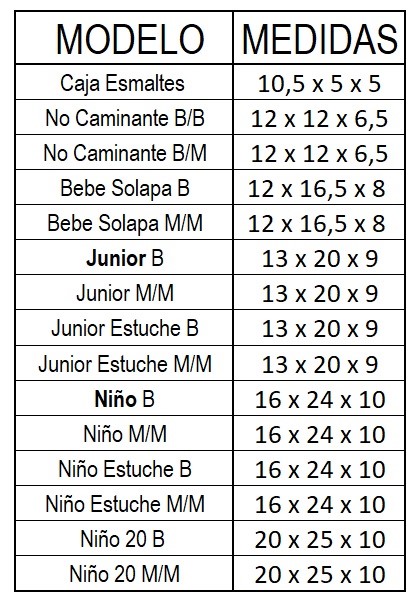 MODELO MEDIDAS
Caja Esmaltes 10,5 x 5 x 5
No Caminante B/B 12 x 12 x 6,5
No Caminante B/M 12 x 12 x 6,5
Bebe Solapa B 12 x 16,5 x 8
Bebe Solapa M/M 12 x 16,5 x 8
Junior B 13 x 20 x 9
Junior M/M 13 x 20 x 9
Junior Estuche B 13 x 20 x 9
Junior Estuche M/M 13 x 20 x 9
Niño B 16 x 24 x 10
Niño M/M 16 x 24 x 10
Niño Estuche B 16 x 24 x 10
Niño Estuche M/M 16 x 24 x 10
Niño 20 B 20 x 25 x 10
Niño 20 M/M 20 x 25 x 10